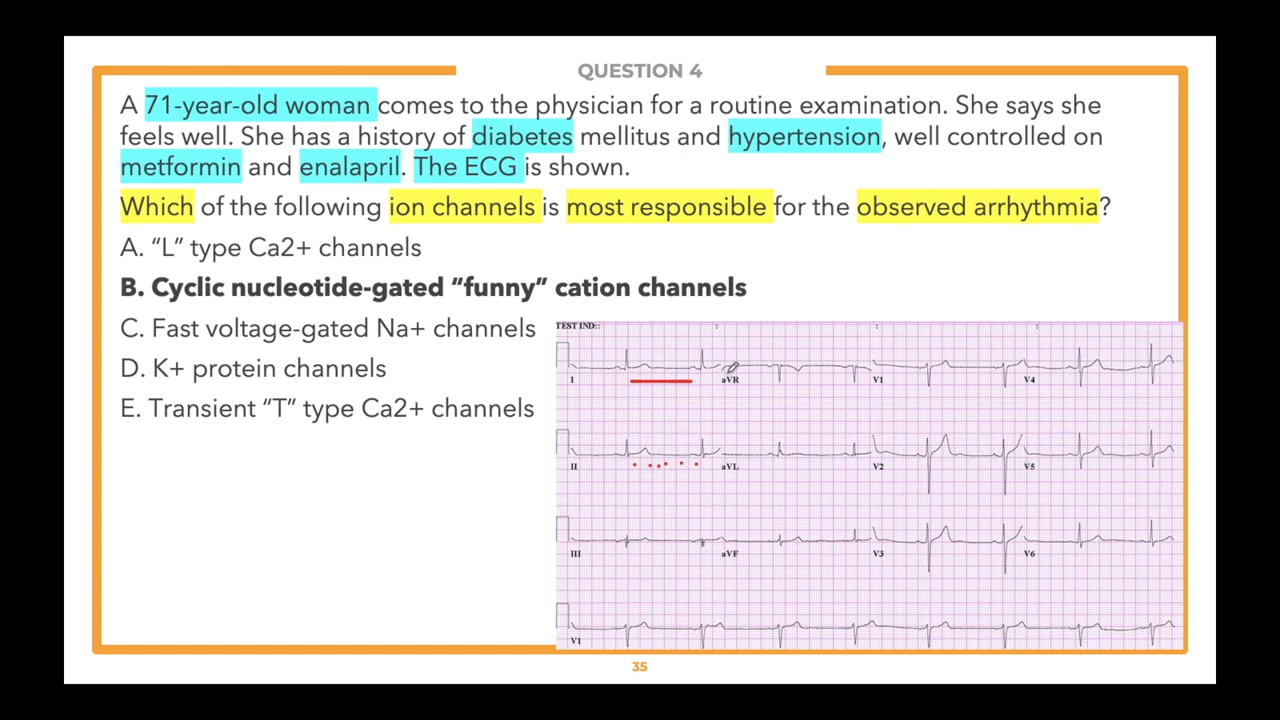 QUESTION 4
A 71-year-old woman comes to the physician for a routine examination. She says she
feels well. She has a history of diabetes mellitus and hypertension, well controlled on
metformin and enalapril. The ECG is shown.
Which of the following ion channels is most responsible for the observed arrhythmia?
A. “L” type Ca2+ channels
B. Cyclic nucleotide-gated “funny” cation channels
C. Fast voltage-gated Na+ channels
D. K+ protein channels
E. Transient “T” type Ca2+ channels
TEST IND::
I aVR V1 V4
II aVL V2 V5
III aVF V3 V6
V1
35